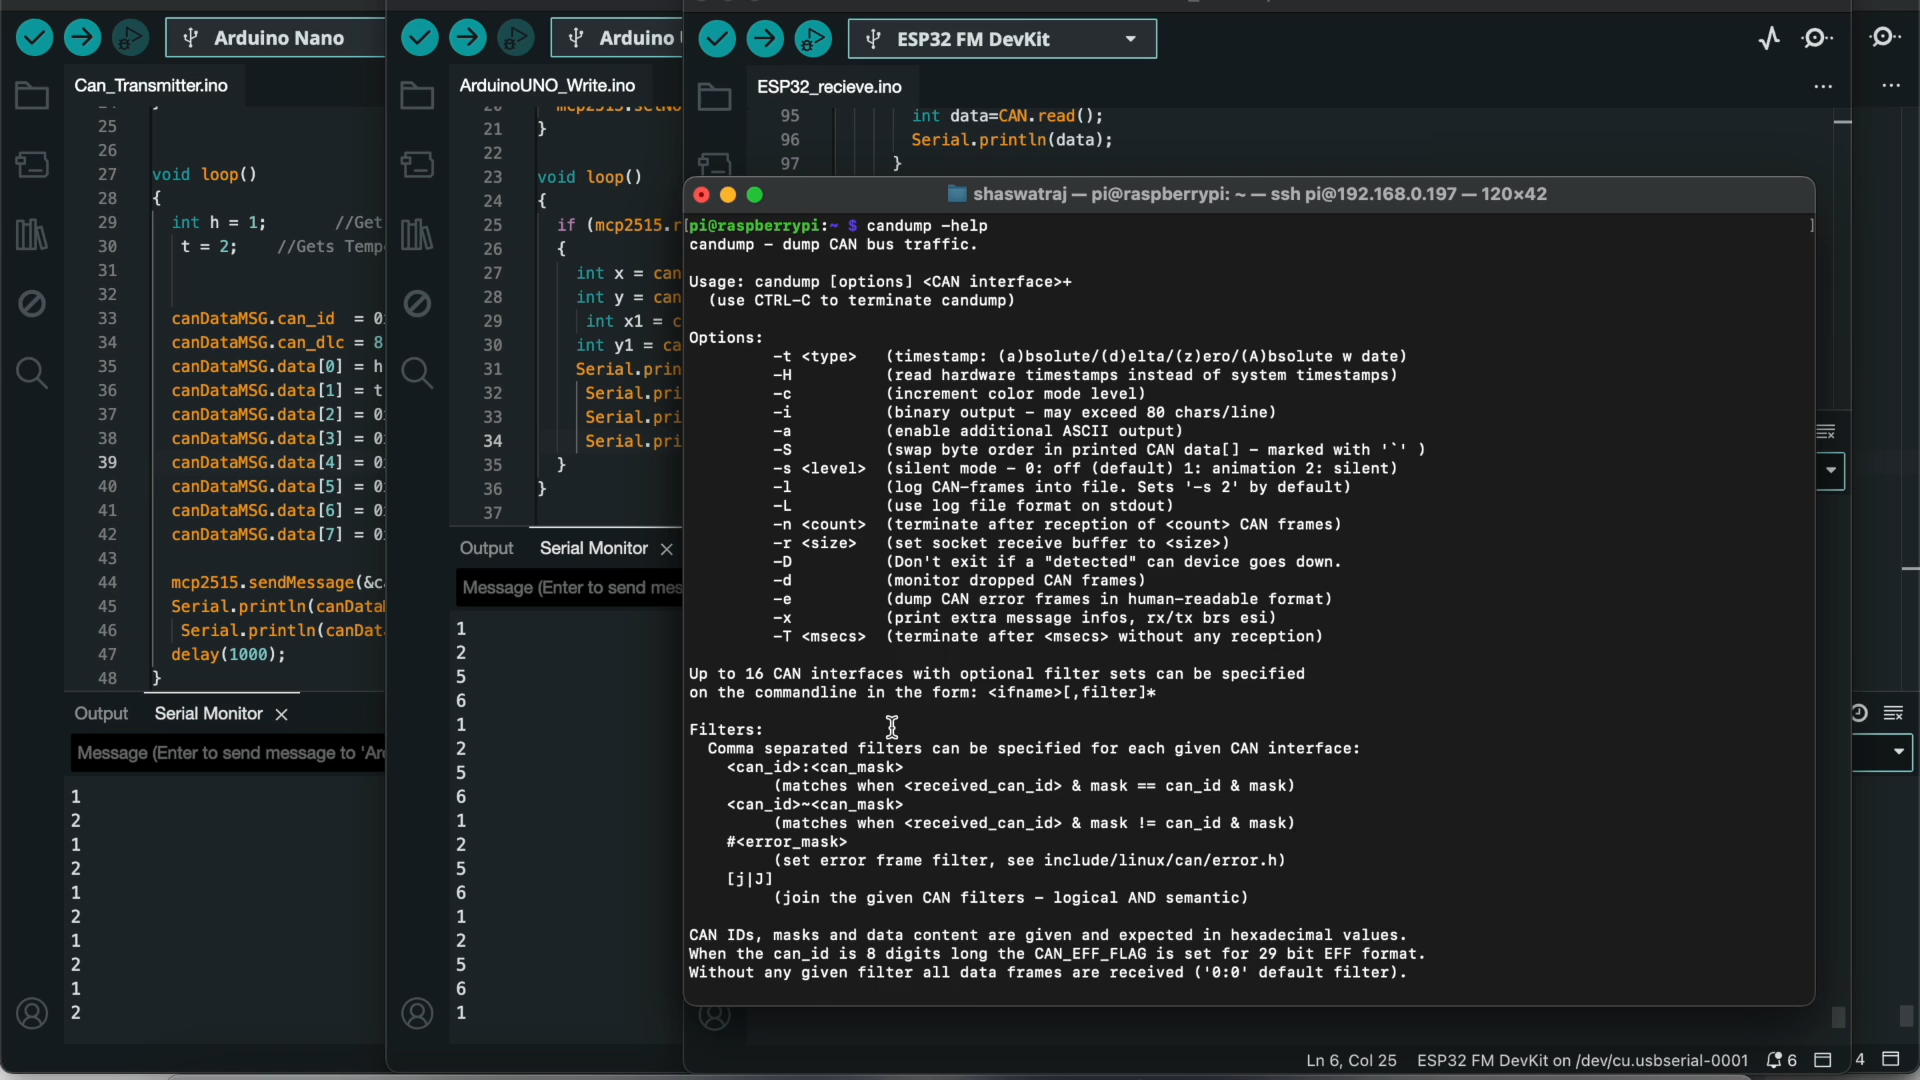 Arduino Nano
Can_Transmitter.ino
25
26
27 void loop()
28 {
29 int h = 1; //Get
30 t = 2; //Gets Temp
31
32
33 canDataMSG.can_id = 0
34 canDataMSG.can_dlc = 8
35 canDataMSG.data[0] = h
36 canDataMSG.data[1] = t
37 canDataMSG.data[2] = 0
38 canDataMSG.data[3] = 0
39 canDataMSG.data[4] = 0
40 canDataMSG.data[5] = 0
41 canDataMSG.data[6] = 0
42 canDataMSG.data[7] = 0
43
44 mcp2515.sendMessage(&c
45 Serial.println(canData
46 Serial.println(canDat
47 delay(1000);
48 }
Output Serial Monitor
Message (Enter to send message to 'Ar
1
2
1
2
1
2
1
2
1
2
Arduino
ArduinoUNO_Write.ino
21 }
22
23 void loop()
24 {
25 if (mcp2515.r
26 {
27 int x = can
28 int y = can
29 int x1 = c
30 int y1 = ca
31 Serial.prin
32 Serial.pri
33 Serial.pri
34 Serial.pri
35 }
36 }
37
Output Serial Monitor
Message (Enter to send mes
1
2
5
6
1
2
5
6
1
2
5
6
1
2
5
6
1
ESP32 FM DevKit
ESP32_recieve.ino
95 int data=CAN.read();
96 Serial.println(data);
97 }
shaswatraj — pi@raspberrypi: ~ — ssh pi@192.168.0.197 — 120×42
[pi@raspberrypi:~ $ candump -help ]
candump - dump CAN bus traffic.
Usage: candump [options] <CAN interface>+
(use CTRL-C to terminate candump)
Options:
-t <type> (timestamp: (a)bsolute/(d)elta/(z)ero/(A)bsolute w date)
-H (read hardware timestamps instead of system timestamps)
-c (increment color mode level)
-i (binary output - may exceed 80 chars/line)
-a (enable additional ASCII output)
-S (swap byte order in printed CAN data[] - marked with '`' )
-s <level> (silent mode - 0: off (default) 1: animation 2: silent)
-l (log CAN-frames into file. Sets '-s 2' by default)
-L (use log file format on stdout)
-n <count> (terminate after reception of <count> CAN frames)
-r <size> (set socket receive buffer to <size>)
-D (Don't exit if a "detected" can device goes down.
-d (monitor dropped CAN frames)
-e (dump CAN error frames in human-readable format)
-x (print extra message infos, rx/tx brs esi)
-T <msecs> (terminate after <msecs> without any reception)
Up to 16 CAN interfaces with optional filter sets can be specified
on the commandline in the form: <ifname>[,filter]*
Filters:
Comma separated filters can be specified for each given CAN interface:
<can_id>:<can_mask>
(matches when <received_can_id> & mask == can_id & mask)
<can_id>~<can_mask>
(matches when <received_can_id> & mask != can_id & mask)
#<error_mask>
(set error frame filter, see include/linux/can/error.h)
[j|J]
(join the given CAN filters - logical AND semantic)
CAN IDs, masks and data content are given and expected in hexadecimal values.
When the can_id is 8 digits long the CAN_EFF_FLAG is set for 29 bit EFF format.
Without any given filter all data frames are received ('0:0' default filter).
Ln 6, Col 25 ESP32 FM DevKit on /dev/cu.usbserial-0001 6 4